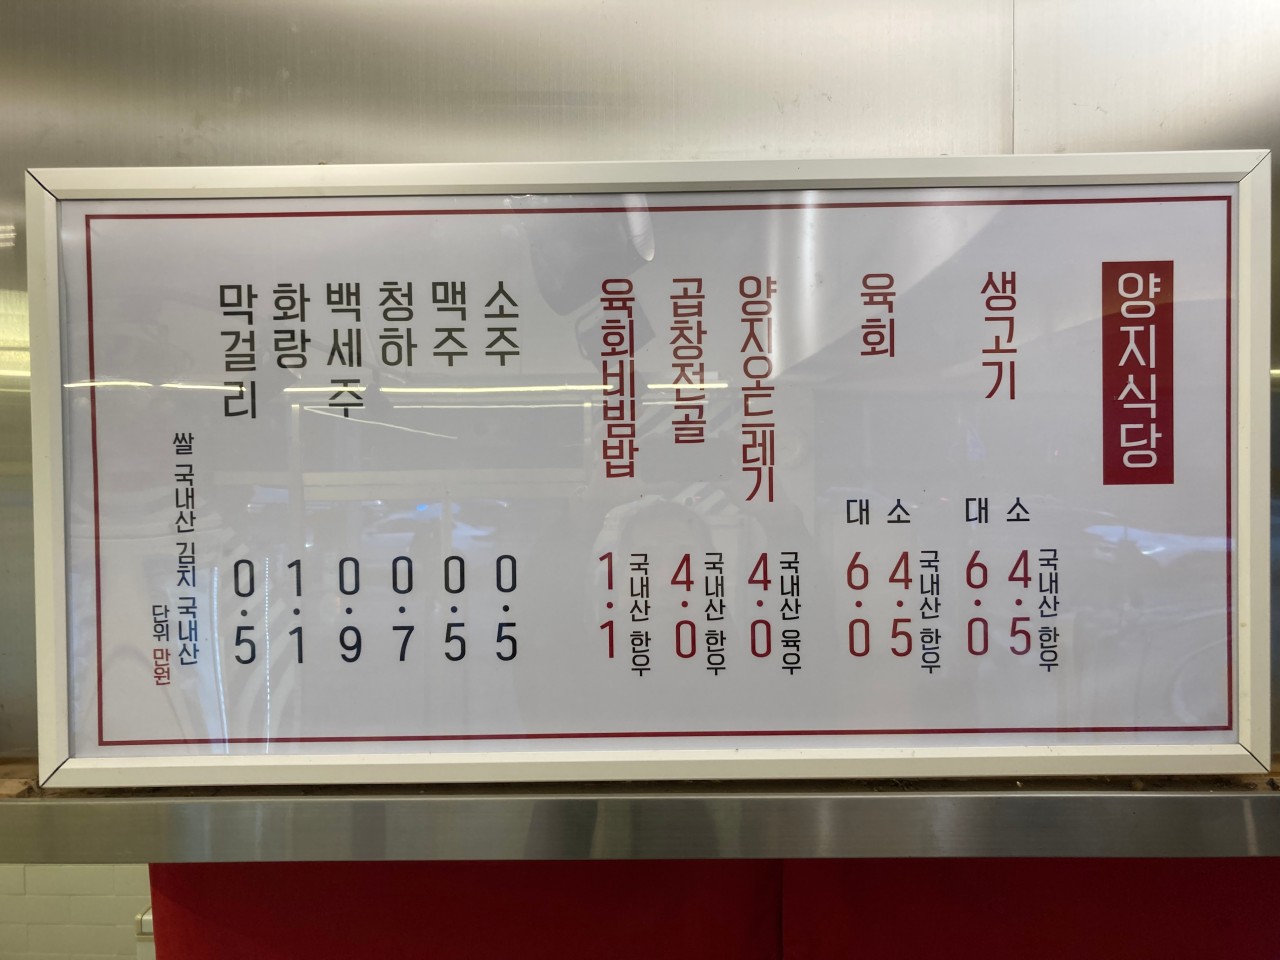 양지식당
생고기
소 4.5 국내산 한우
대 6.0
육회
소 4.5 국내산 한우
대 6.0
양지온드레기
4.0 국내산 육우
곱창전골
4.0 국내산 한우
육회비빔밥
1.1 국내산 한우
소주 0.5
맥주 0.5
청하 0.7
백세주 0.9
화랑 1.1
막걸리 0.5
쌀 국내산 김치 국내산
단위 만원